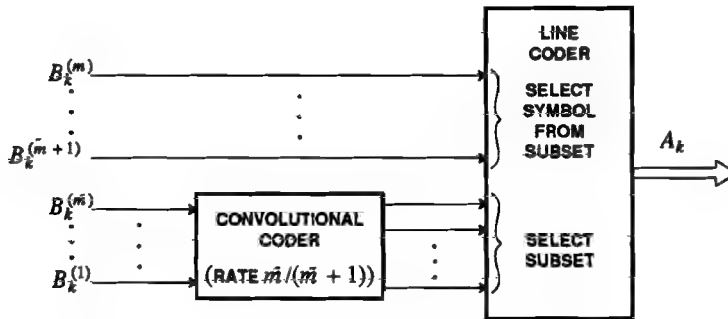 LINE
CODER
B_k^{(m)}
SELECT
SYMBOL
FROM
SUBSET
A_k
B_k^{(\tilde{m}+1)}
B_k^{(\tilde{m})}
CONVOLUTIONAL
CODER
(RATE \tilde{m}/(\tilde{m} + 1))
SELECT
SUBSET
B_k^{(1)}